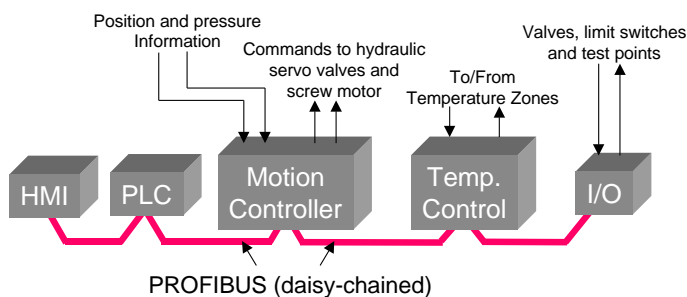 Position and pressure
Information
Commands to hydraulic
servo valves and
screw motor
To/From
Temperature Zones
Valves, limit switches
and test points
HMI
PLC
Motion
Controller
Temp.
Control
I/O
PROFIBUS (daisy-chained)